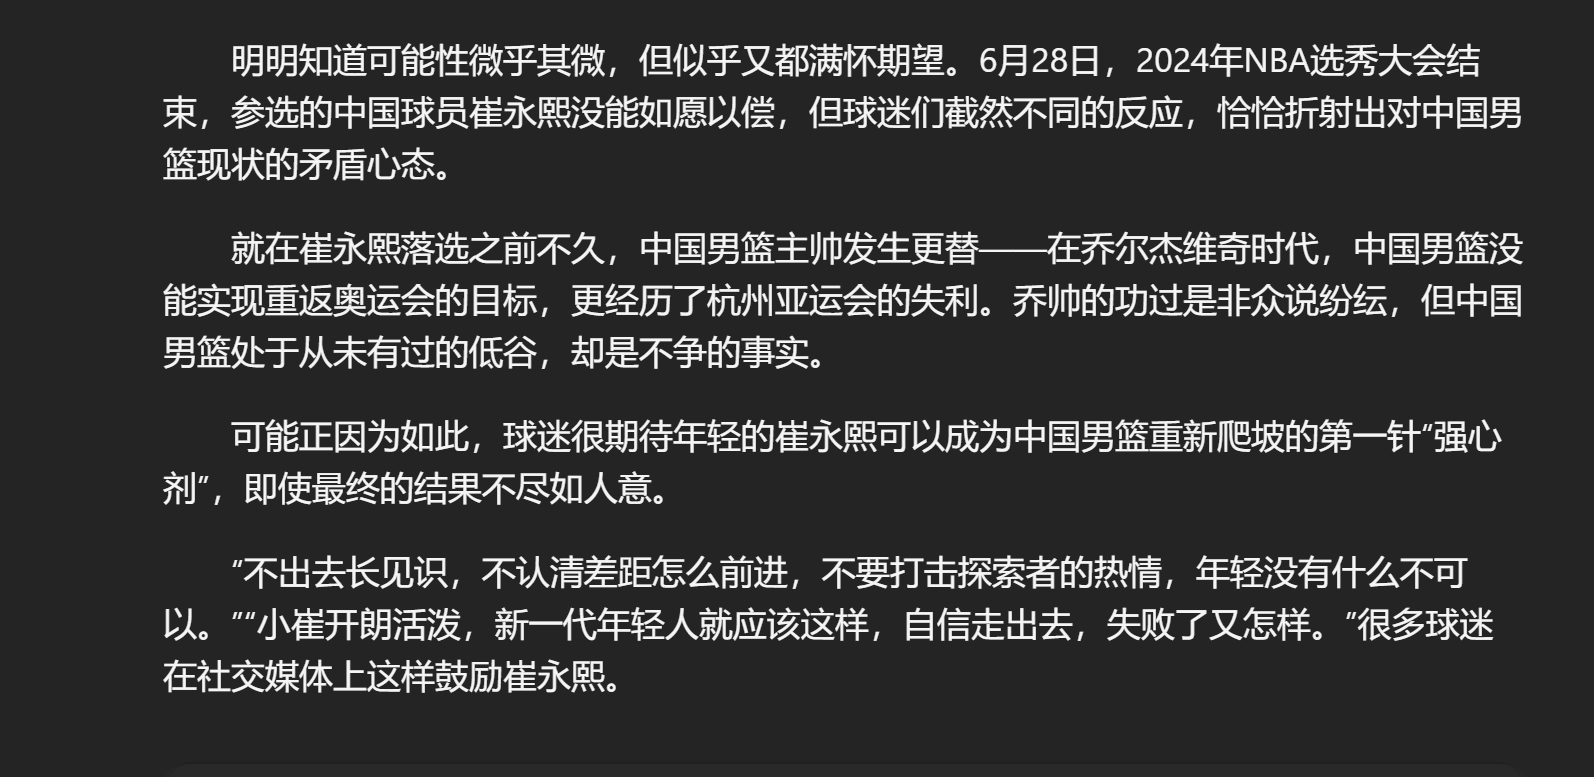 明明知道可能性微乎其微，但似乎又都满怀期望。6月28日，2024年NBA选秀大会结
束，参选的中国球员崔永熙没能如愿以偿，但球迷们截然不同的反应，恰恰折射出对中国男
篮现状的矛盾心态。
就在崔永熙落选之前不久，中国男篮主帅发生更替——在乔尔杰维奇时代，中国男篮没
能实现重返奥运会的目标，更经历了杭州亚运会的失利。乔帅的功过是非众说纷纭，但中国
男篮处于从未有过的低谷，却是不争的事实。
可能正因为如此，球迷很期待年轻的崔永熙可以成为中国男篮重新爬坡的第一针“强心
剂”，即使最终的结果不尽如人意。
“不出去长见识，不认清差距怎么前进，不要打击探索者的热情，年轻没有什么不可
以。”“小崔开朗活泼，新一代年轻人就应该这样，自信走出去，失败了又怎样。”很多球迷
在社交媒体上这样鼓励崔永熙。